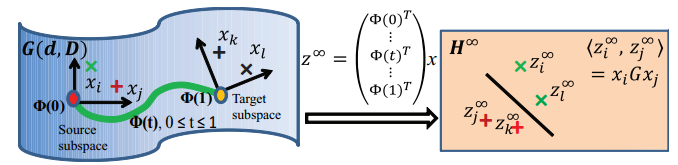 G(d, D)
x_i
x_j
Φ(0)
Source
subspace
Φ(t), 0 ≤ t ≤ 1
x_k
x_l
Φ(1)
Target
subspace
z^∞ = (Φ(0)^T
⋮
Φ(t)^T
⋮
Φ(1)^T) x
H^∞
⟨z_i^∞, z_j^∞⟩
= x_i G x_j
z_i^∞
z_l^∞
z_j^∞
z_k^∞